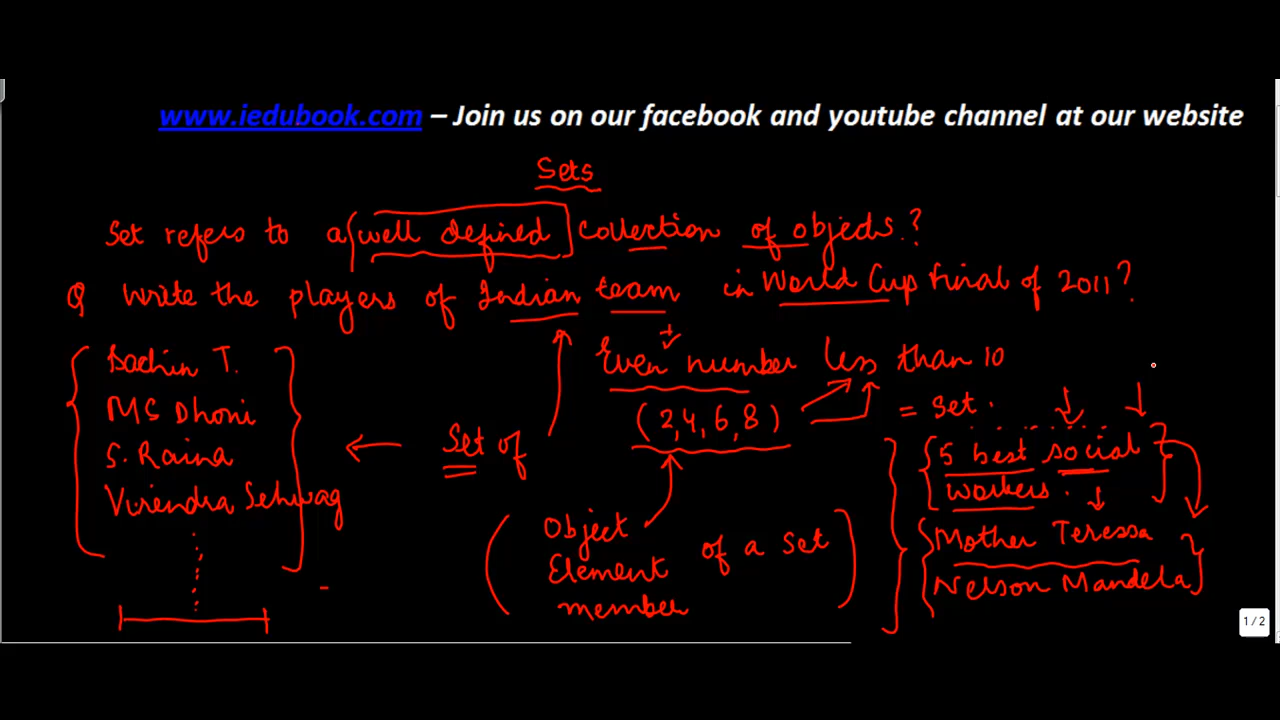 www.iedubook.com – Join us on our facebook and youtube channel at our website
Sets
Set refers to a well defined collection of objects.?
Q Write the players of Indian team in World Cup Final of 2011?
Sachin T.
MS Dhoni
S. Raina
Virendra Sehwag
Set of
Even number less than 10
(2,4,6,8)
= Set.
Object
Element of a set
member
5 best social
workers.
Mother Teressa
Nelson Mandela
1/2